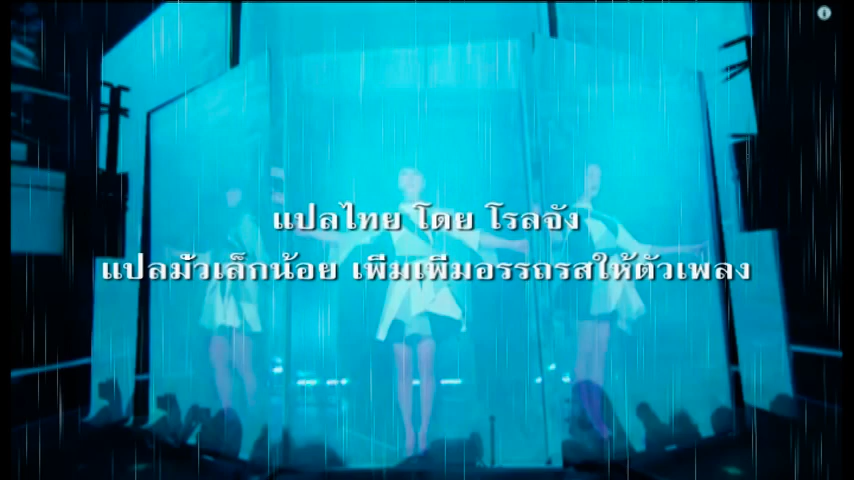 แปลไทย โดย โรลจัง
แปลมั่วเล็กน้อย เพิ่มเพิ่มอรรถรสให้ตัวเพลง